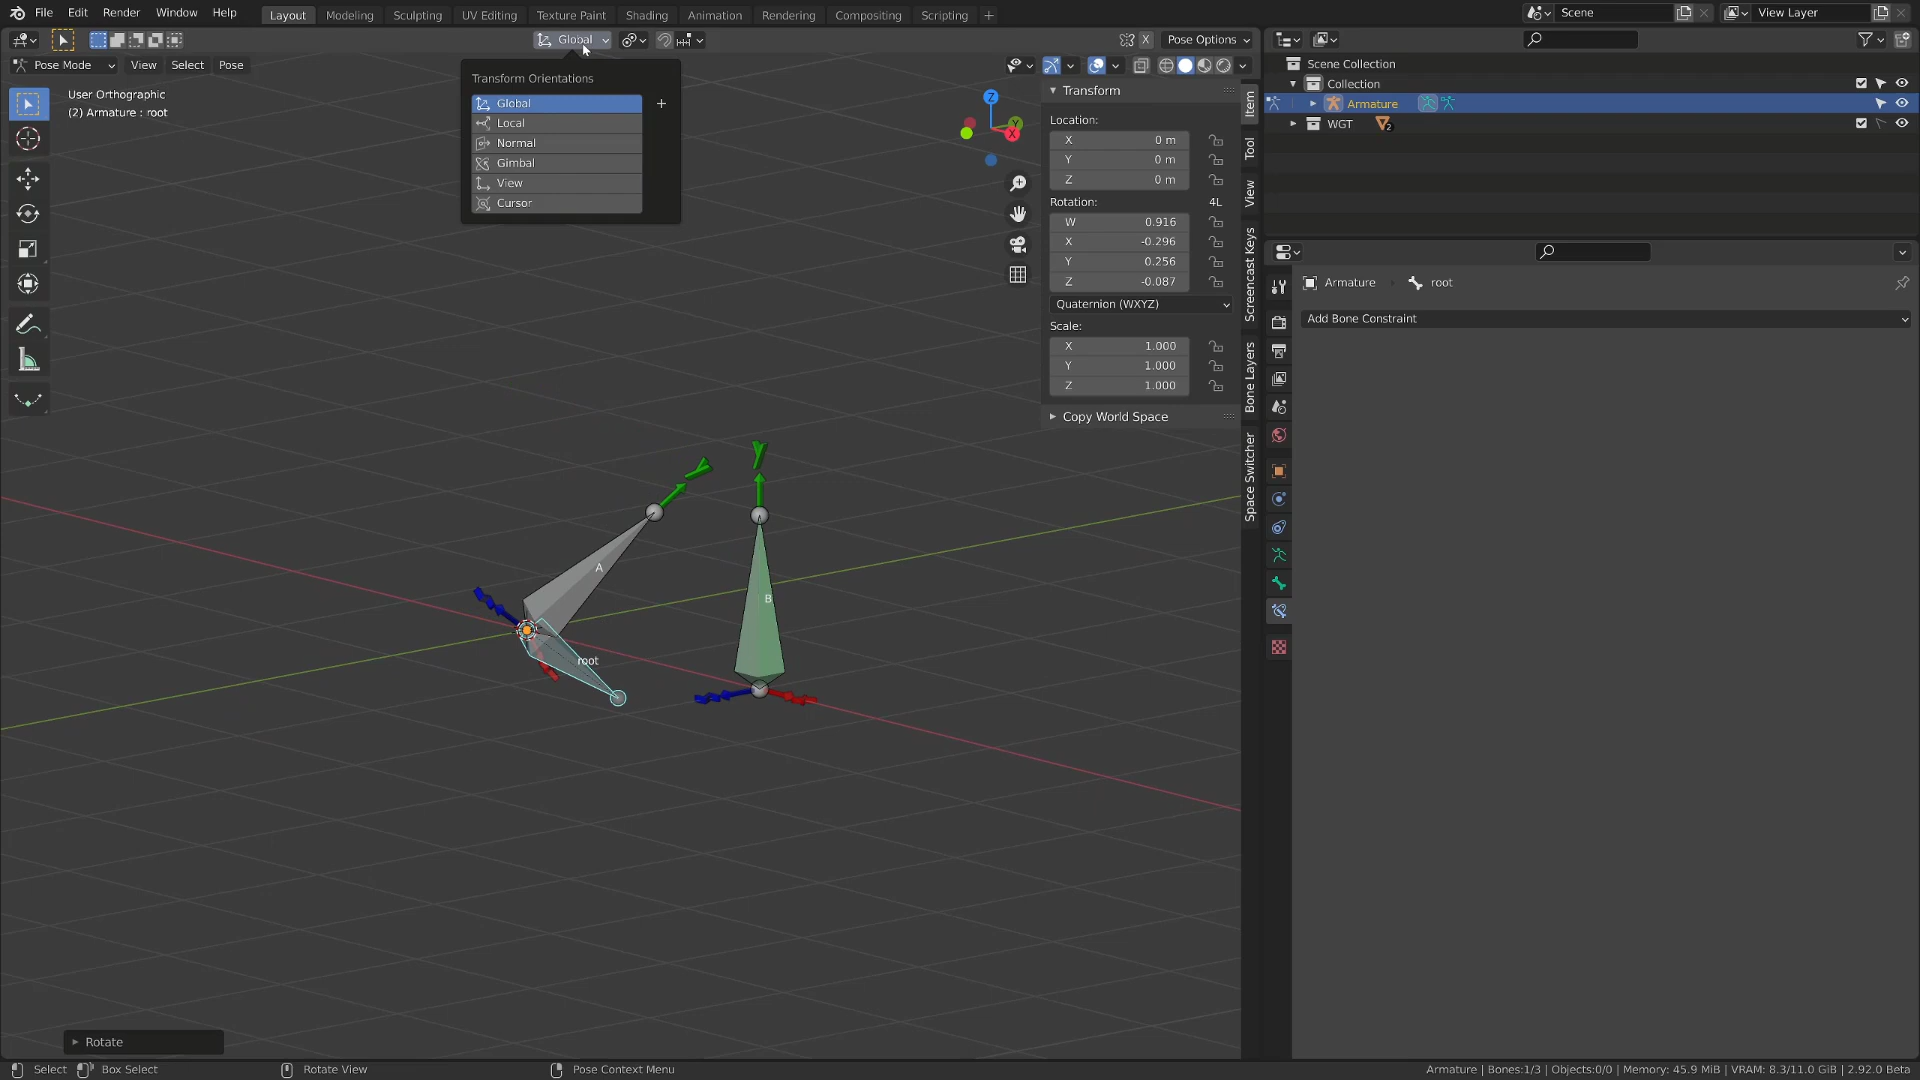 File Edit Render Window Help Layout Modeling Sculpting UV Editing Texture Paint Shading Animation Rendering Compositing Scripting + Scene View Layer
Global X Pose Options
Pose Mode View Select Pose
User Orthographic
(2) Armature : root
Transform Orientations
Global +
Local
Normal
Gimbal
View
Cursor
Z
Y
X
Transform
Location:
X 0 m
Y 0 m
Z 0 m
Rotation: 4L
W 0.916
X -0.296
Y 0.256
Z -0.087
Quaternion (WXYZ)
Scale:
X 1.000
Y 1.000
Z 1.000
Copy World Space
Item
Tool
View
Screencast Keys
Bone Layers
Space Switcher
Scene Collection
Collection
Armature
WGT 2
Armature root
Add Bone Constraint
A
B
root
Rotate
Select Box Select Rotate View Pose Context Menu Armature | Bones:1/3 | Objects:0/0 | Memory: 45.9 MiB | VRAM: 8.3/11.0 GiB | 2.92.0 Beta